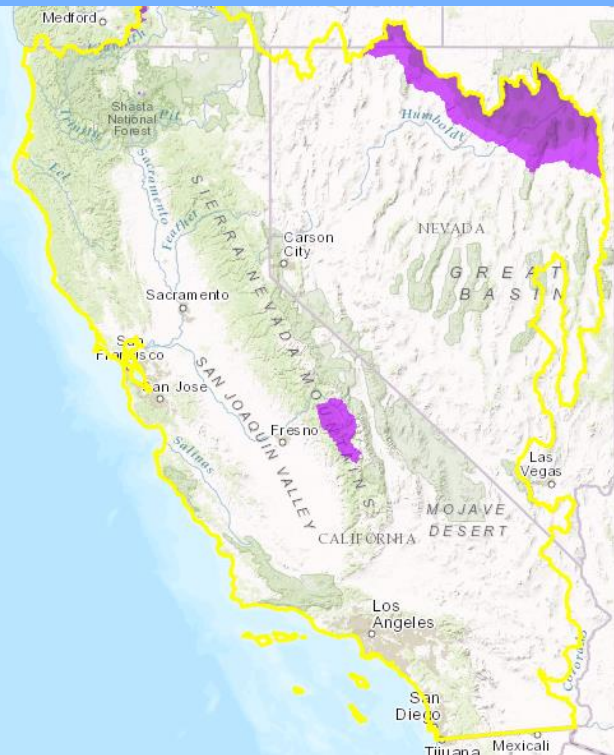 Medford
Shasta
National
Forest
Pit
Trinity
Eel
Sacramento
Feather
Humboldt
NEVADA
GREAT
BASIN
Carson
City
SIERRA NEVADA MOUNTAINS
Sacramento
San
Francisco
San Jose
SAN JOAQUIN VALLEY
Fresno
Salinas
Las
Vegas
MOJAVE
DESERT
CALIFORNIA
Los
Angeles
Colorado
San
Diego
Tijuana
Mexicali